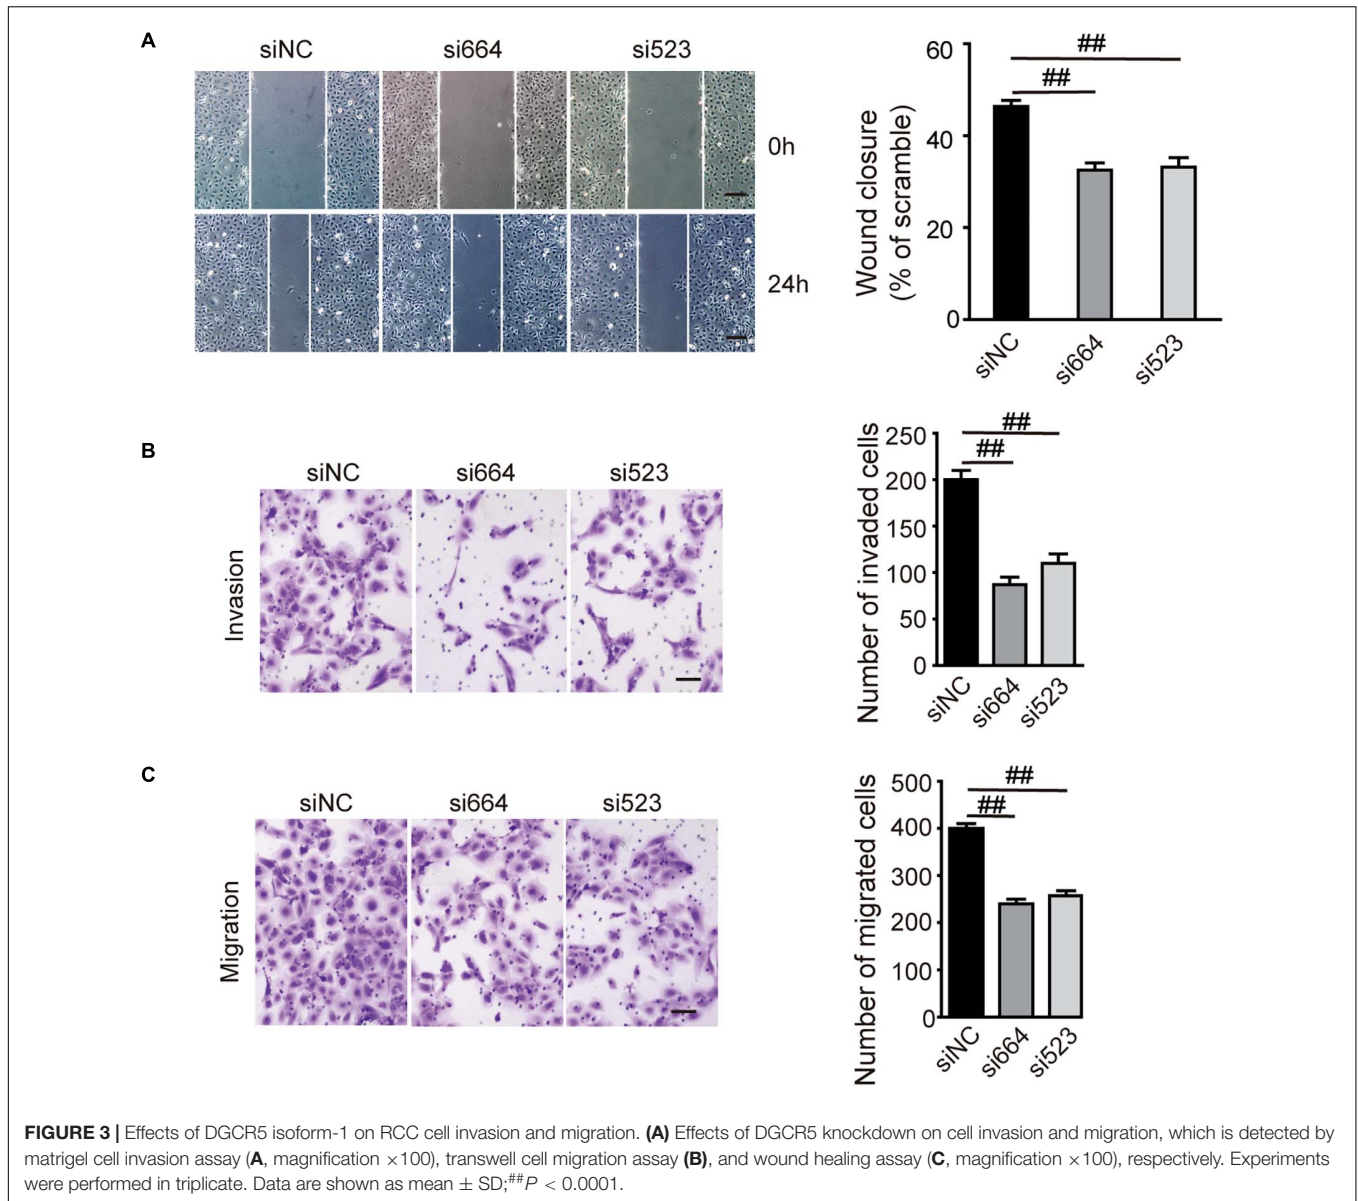 A
siNC si664 si523
0h
24h
Wound closure
(% of scramble)
60
40
20
0
##
##
siNC
si664
si523
B
siNC si664 si523
Invasion
Number of invaded cells
250
200
150
100
50
0
##
##
siNC
si664
si523
C
siNC si664 si523
Migration
Number of migrated cells
500
400
300
200
100
0
##
##
siNC
si664
si523
FIGURE 3 | Effects of DGCR5 isoform-1 on RCC cell invasion and migration. (A) Effects of DGCR5 knockdown on cell invasion and migration, which is detected by
matrigel cell invasion assay (A, magnification ×100), transwell cell migration assay (B), and wound healing assay (C, magnification ×100), respectively. Experiments
were performed in triplicate. Data are shown as mean ± SD;##P < 0.0001.